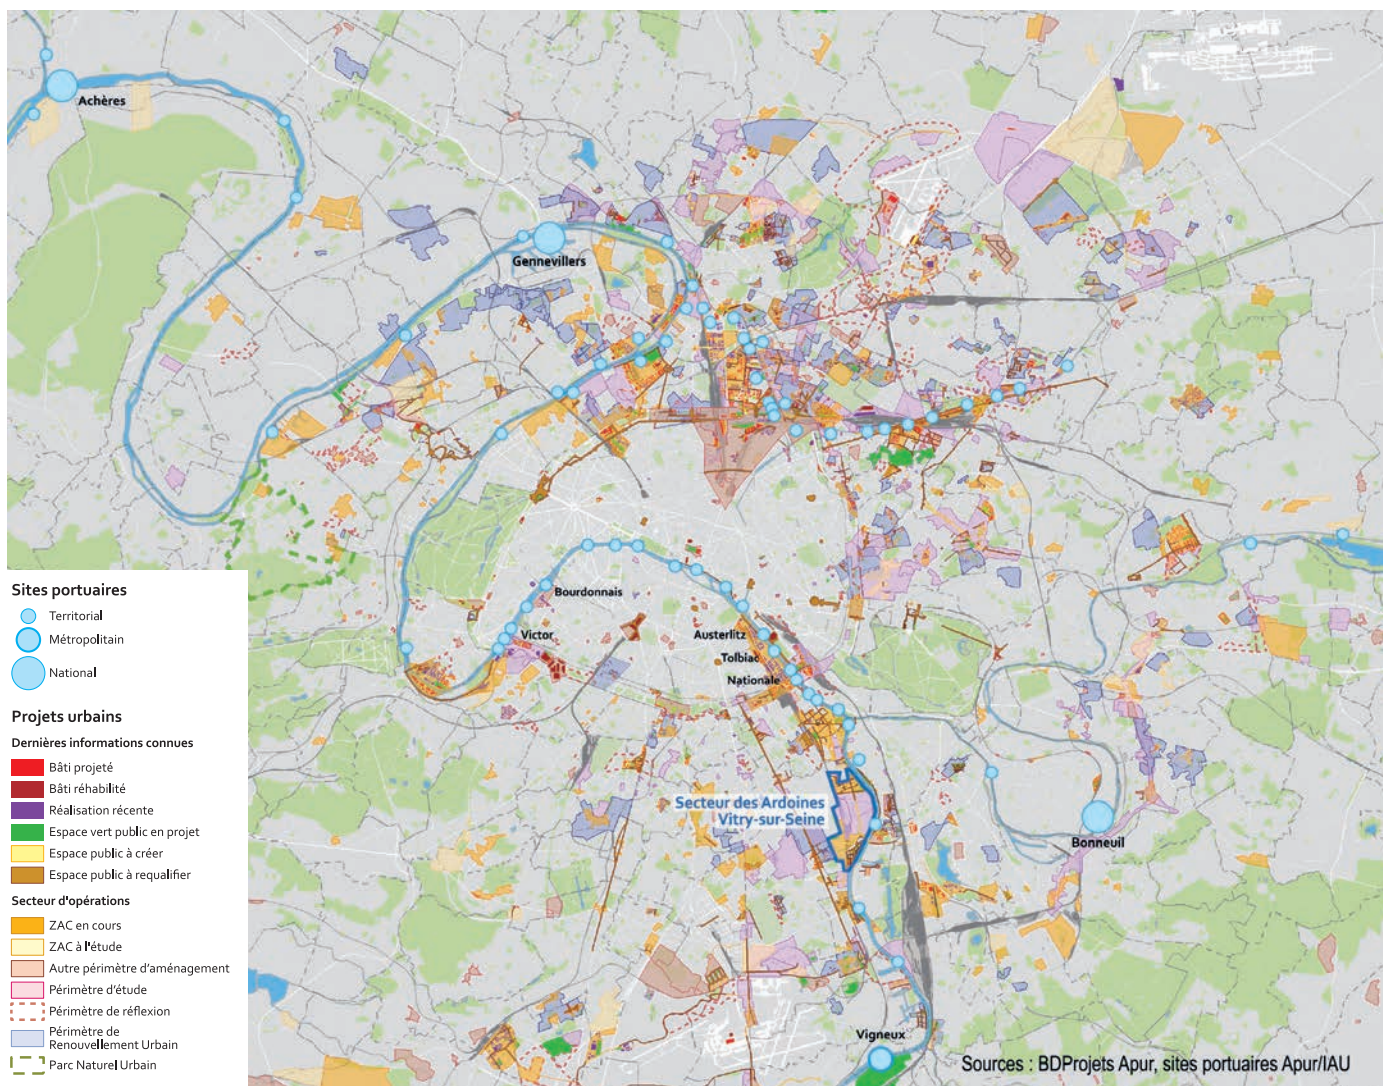 Achères
Gennevillers
Bourdonnais
Victor
Austerlitz
Tolbiac
Nationale
Secteur des Ardoines
Vitry-sur-Seine
Bonneuil
Vigneux
Sites portuaires
Territorial
Métropolitain
National
Projets urbains
Dernières informations connues
Bâti projeté
Bâti réhabilité
Réalisation récente
Espace vert public en projet
Espace public à créer
Espace public à requalifier
Secteur d'opérations
ZAC en cours
ZAC à l'étude
Autre périmètre d'aménagement
Périmètre d'étude
Périmètre de réflexion
Périmètre de
Renouvellement Urbain
Parc Naturel Urbain
Sources : BDProjets Apur, sites portuaires Apur/IAU